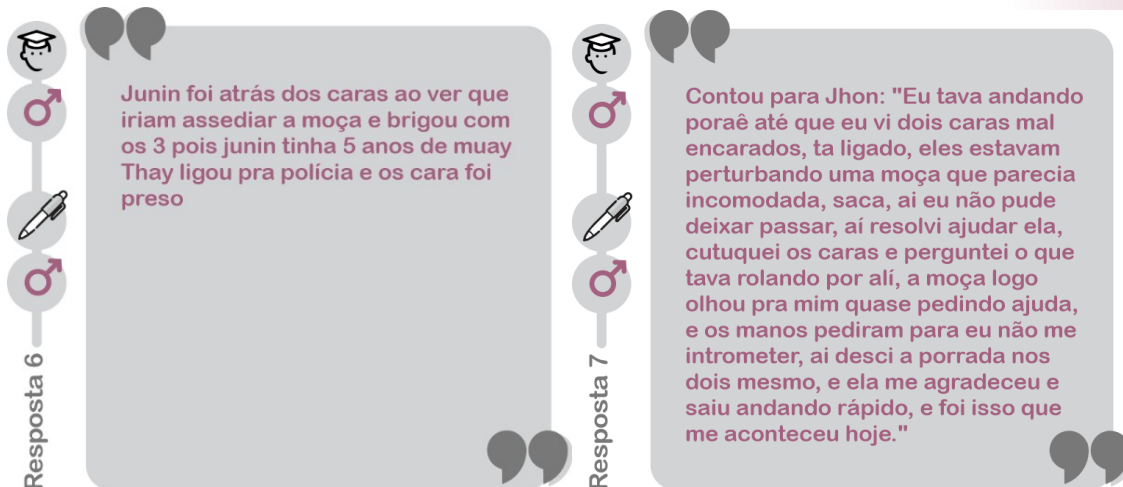 Junin foi atrás dos caras ao ver que
iriam assediar a moça e brigou com
os 3 pois junin tinha 5 anos de muay
Thay ligou pra polícia e os cara foi
preso
Resposta 6
Contou para Jhon: "Eu tava andando
poraê até que eu vi dois caras mal
encarados, ta ligado, eles estavam
perturbando uma moça que parecia
incomodada, saca, ai eu não pude
deixar passar, aí resolvi ajudar ela,
cutuquei os caras e perguntei o que
tava rolando por alí, a moça logo
olhou pra mim quase pedindo ajuda,
e os manos pediram para eu não me
intrometer, ai desci a porrada nos
dois mesmo, e ela me agradeceu e
saiu andando rápido, e foi isso que
me aconteceu hoje."
Resposta 7